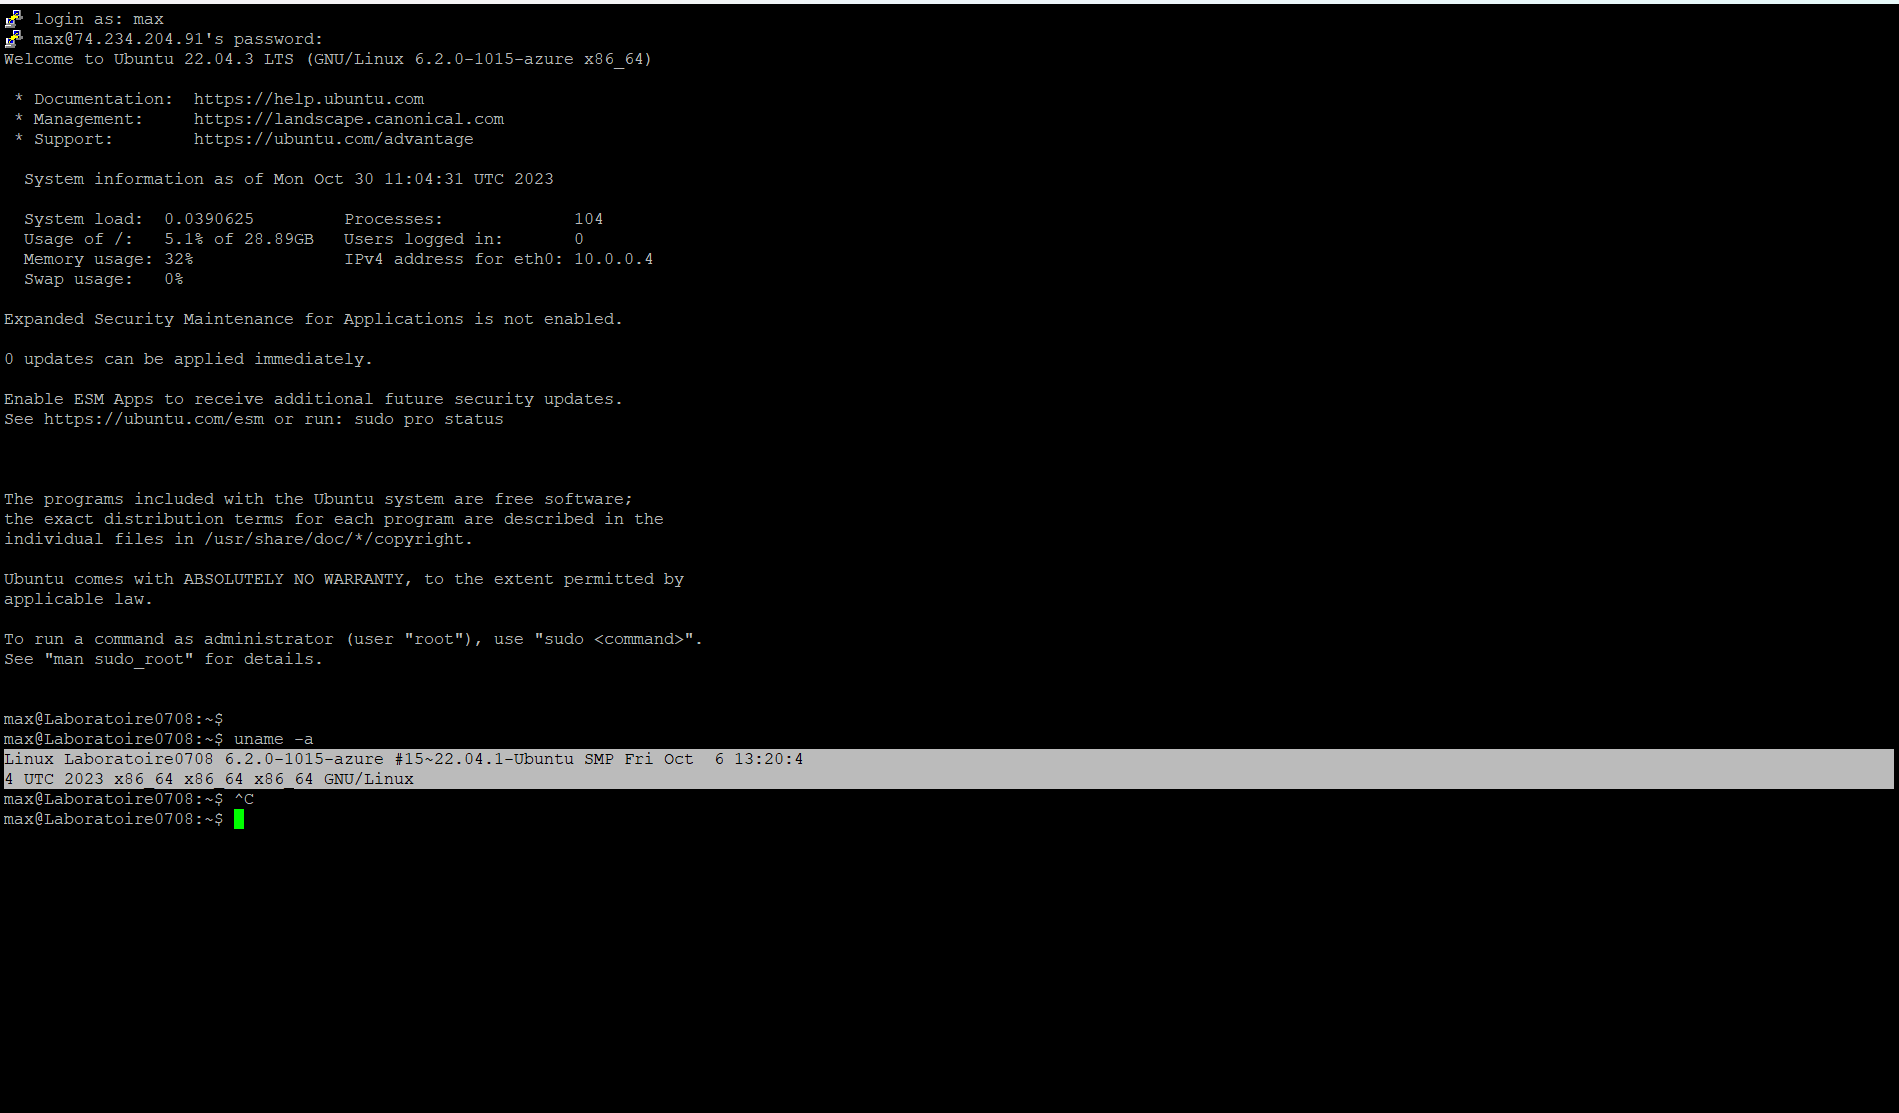 login as: max
max@74.234.204.91's password:
Welcome to Ubuntu 22.04.3 LTS (GNU/Linux 6.2.0-1015-azure x86_64)

 * Documentation:  https://help.ubuntu.com
 * Management:     https://landscape.canonical.com
 * Support:        https://ubuntu.com/advantage

  System information as of Mon Oct 30 11:04:31 UTC 2023

  System load:  0.0390625         Processes:             104
  Usage of /:   5.1% of 28.89GB   Users logged in:       0
  Memory usage: 32%               IPv4 address for eth0: 10.0.0.4
  Swap usage:   0%

Expanded Security Maintenance for Applications is not enabled.

0 updates can be applied immediately.

Enable ESM Apps to receive additional future security updates.
See https://ubuntu.com/esm or run: sudo pro status

The programs included with the Ubuntu system are free software;
the exact distribution terms for each program are described in the
individual files in /usr/share/doc/*/copyright.

Ubuntu comes with ABSOLUTELY NO WARRANTY, to the extent permitted by
applicable law.

To run a command as administrator (user "root"), use "sudo <command>".
See "man sudo_root" for details.

max@Laboratoire0708:~$
max@Laboratoire0708:~$ uname -a
Linux Laboratoire0708 6.2.0-1015-azure #15~22.04.1-Ubuntu SMP Fri Oct  6 13:20:4
4 UTC 2023 x86_64 x86_64 x86_64 GNU/Linux
max@Laboratoire0708:~$ ^C
max@Laboratoire0708:~$